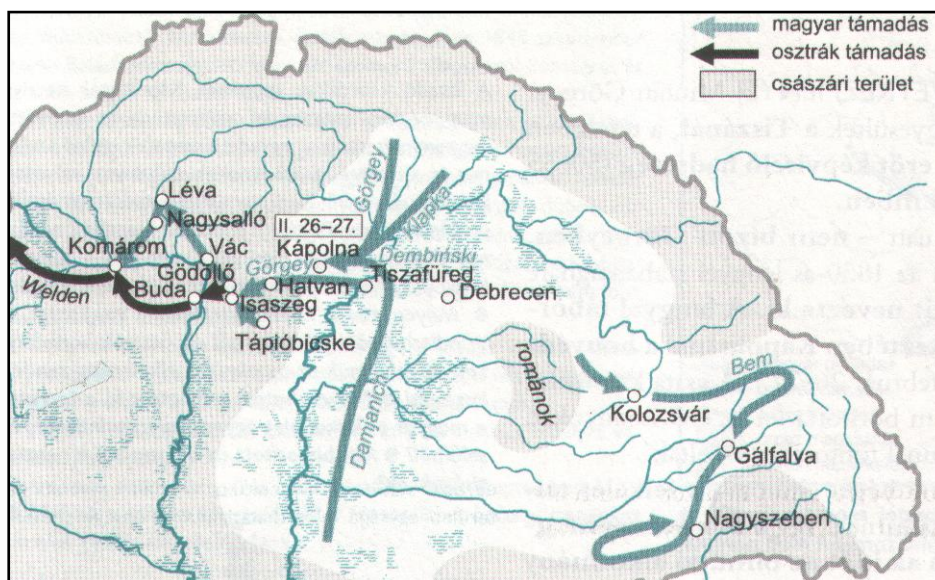 magyar támadás
osztrák támadás
császári terület
Léva
Nagysalló
Komárom
Vác
Gödöllő
Welden
Buda
Isaszeg
Tápióbicske
II. 26–27.
Kápolna
Görgey
Hatvan
Görgey
Klapka
Dembinski
Tiszafüred
Debrecen
Damjanich
románok
Kolozsvár
Bem
Gálfalva
Nagyszeben